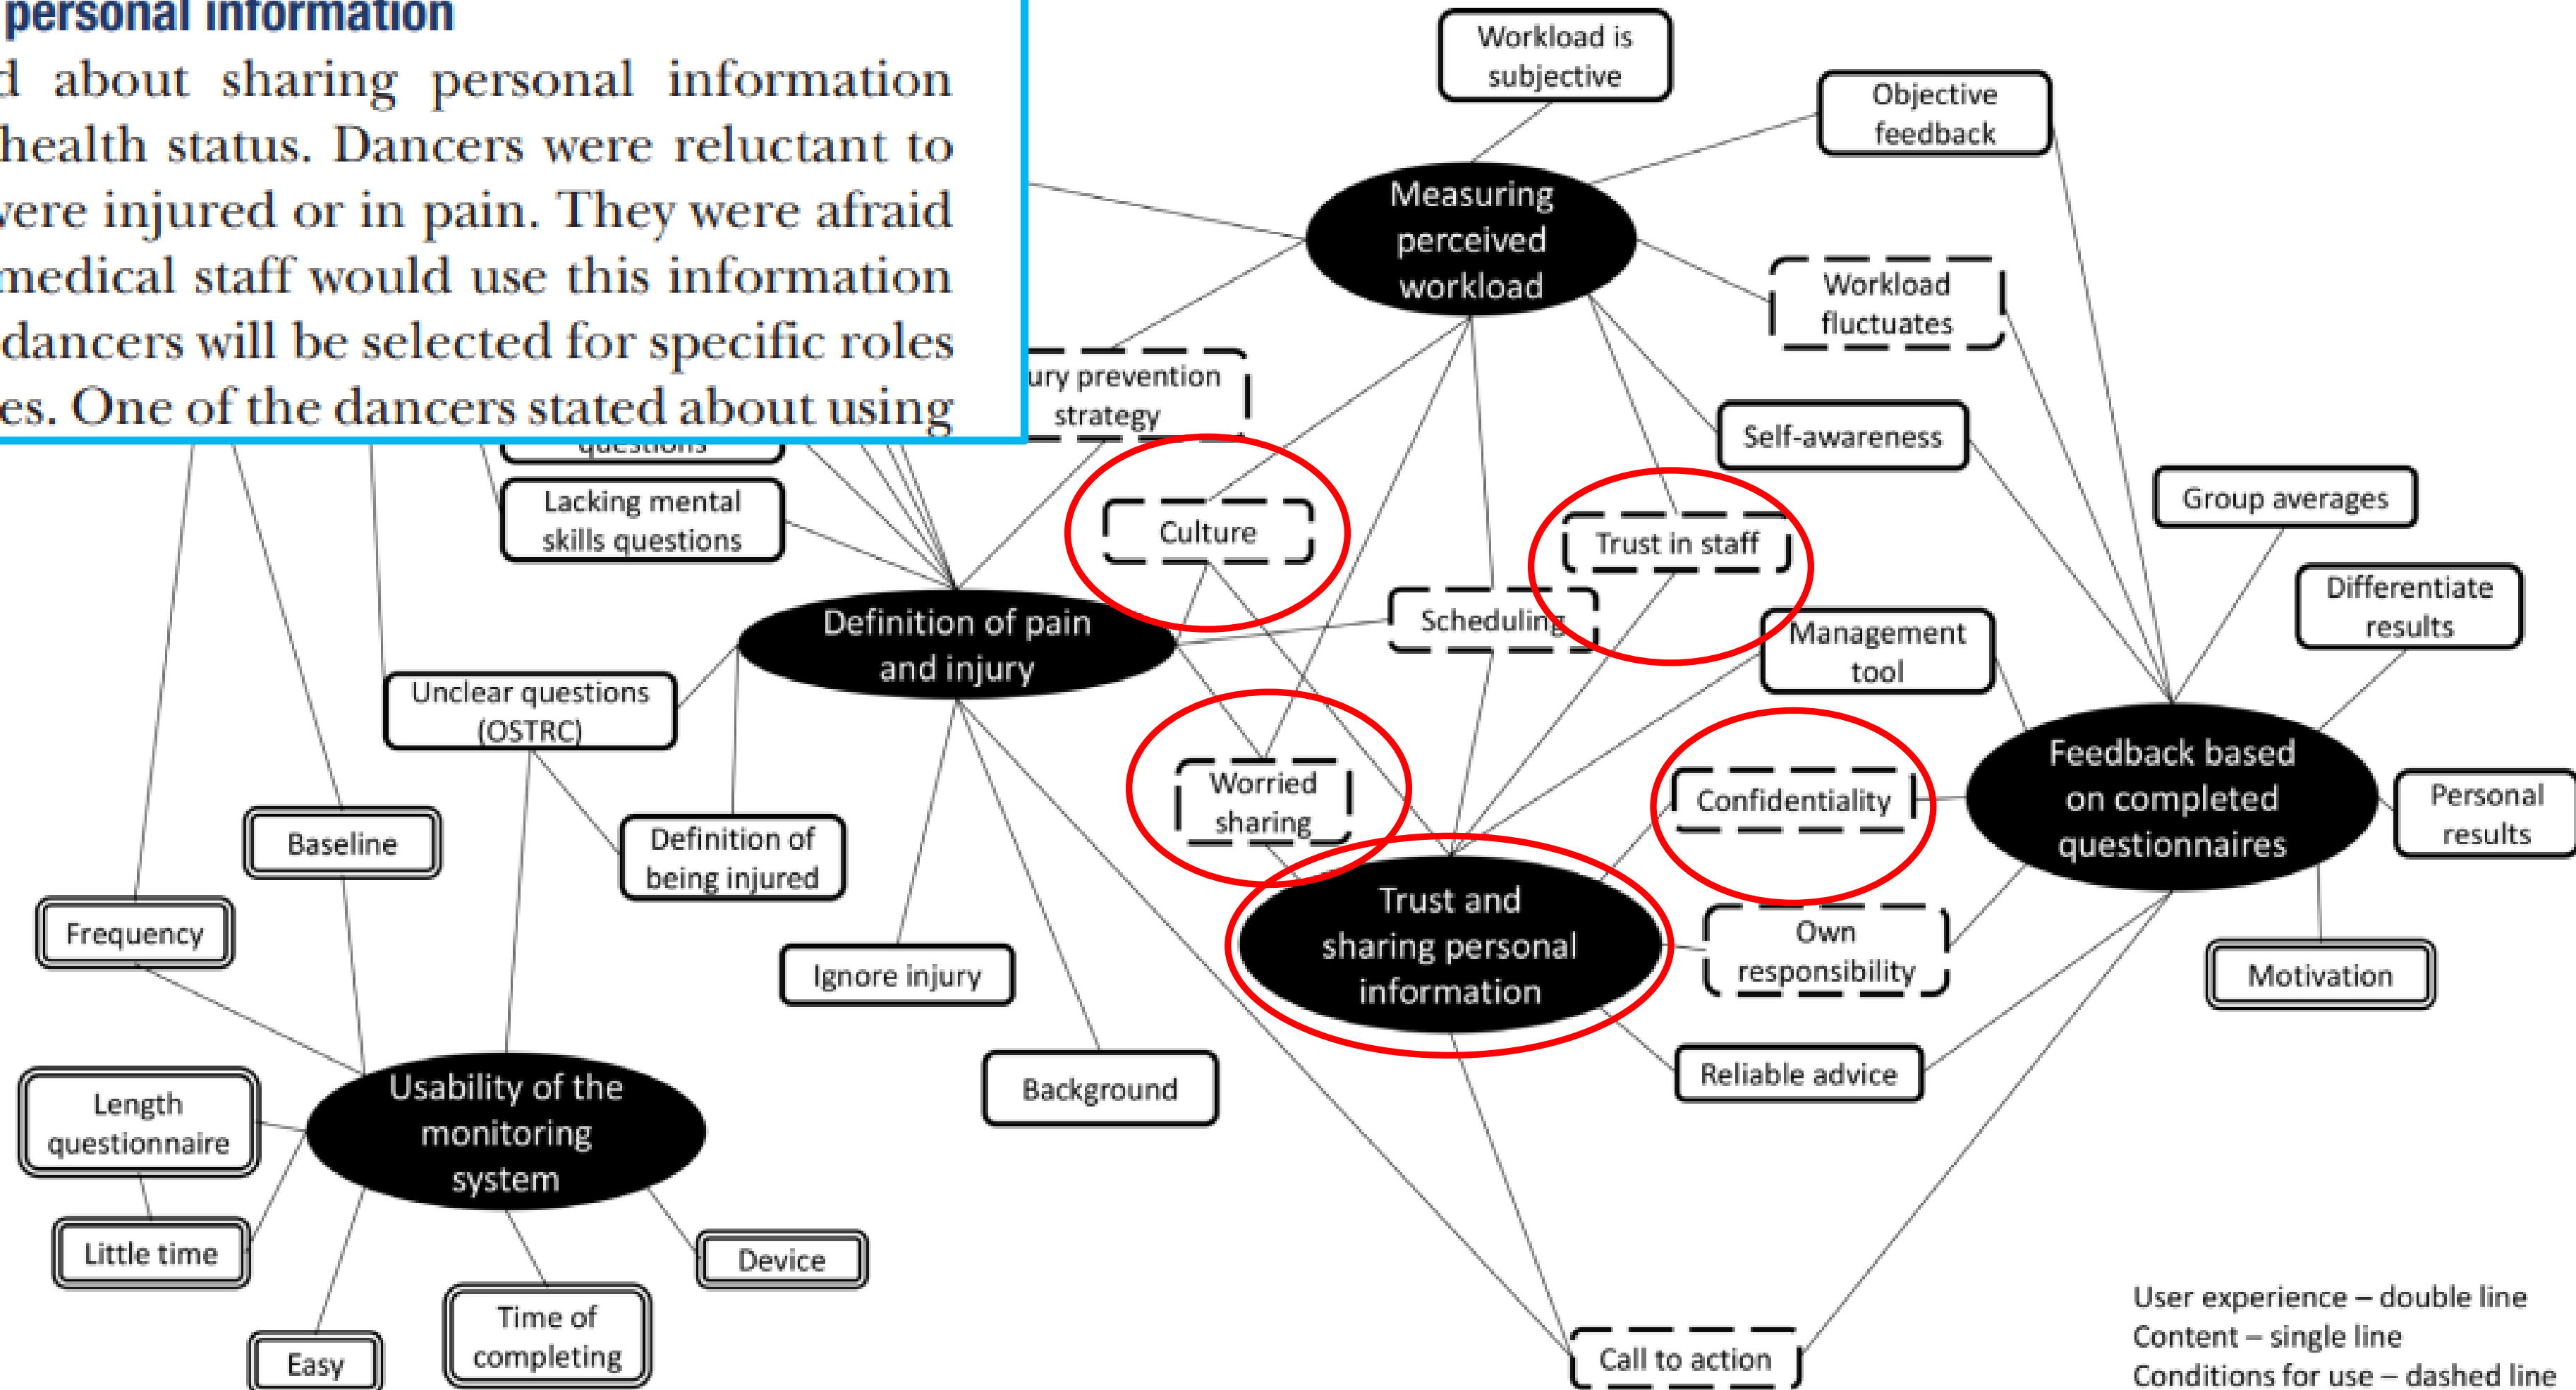 personal information
d about sharing personal information
health status. Dancers were reluctant to
were injured or in pain. They were afraid
medical staff would use this information
dancers will be selected for specific roles
es. One of the dancers stated about using
Workload is
subjective
Objective
feedback
Measuring
perceived
workload
Workload
fluctuates
ury prevention
strategy
Self-awareness
questions
Lacking mental
skills questions
Culture
Trust in staff
Group averages
Definition of pain
and injury
Scheduling
Management
tool
Differentiate
results
Unclear questions
(OSTRC)
Worried
sharing
Confidentiality
Feedback based
on completed
questionnaires
Personal
results
Baseline
Definition of
being injured
Frequency
Ignore injury
Trust and
sharing personal
information
Own
responsibility
Motivation
Background
Reliable advice
Length
questionnaire
Usability of the
monitoring
system
Little time
Device
Easy
Time of
completing
Call to action
User experience – double line
Content – single line
Conditions for use – dashed line